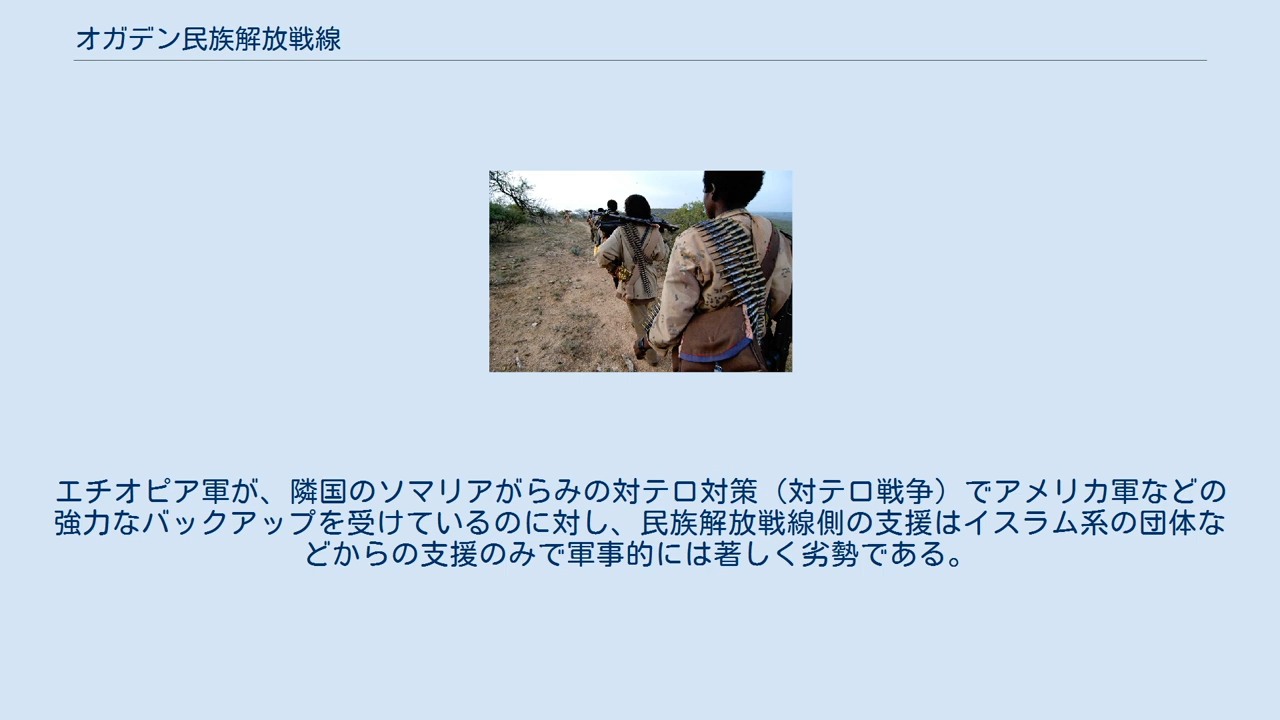 オガデン民族解放戦線
エチオピア軍が、隣国のソマリアがらみの対テロ対策（対テロ戦争）でアメリカ軍などの
強力なバックアップを受けているのに対し、民族解放戦線側の支援はイスラム系の団体な
どからの支援のみで軍事的には著しく劣勢である。